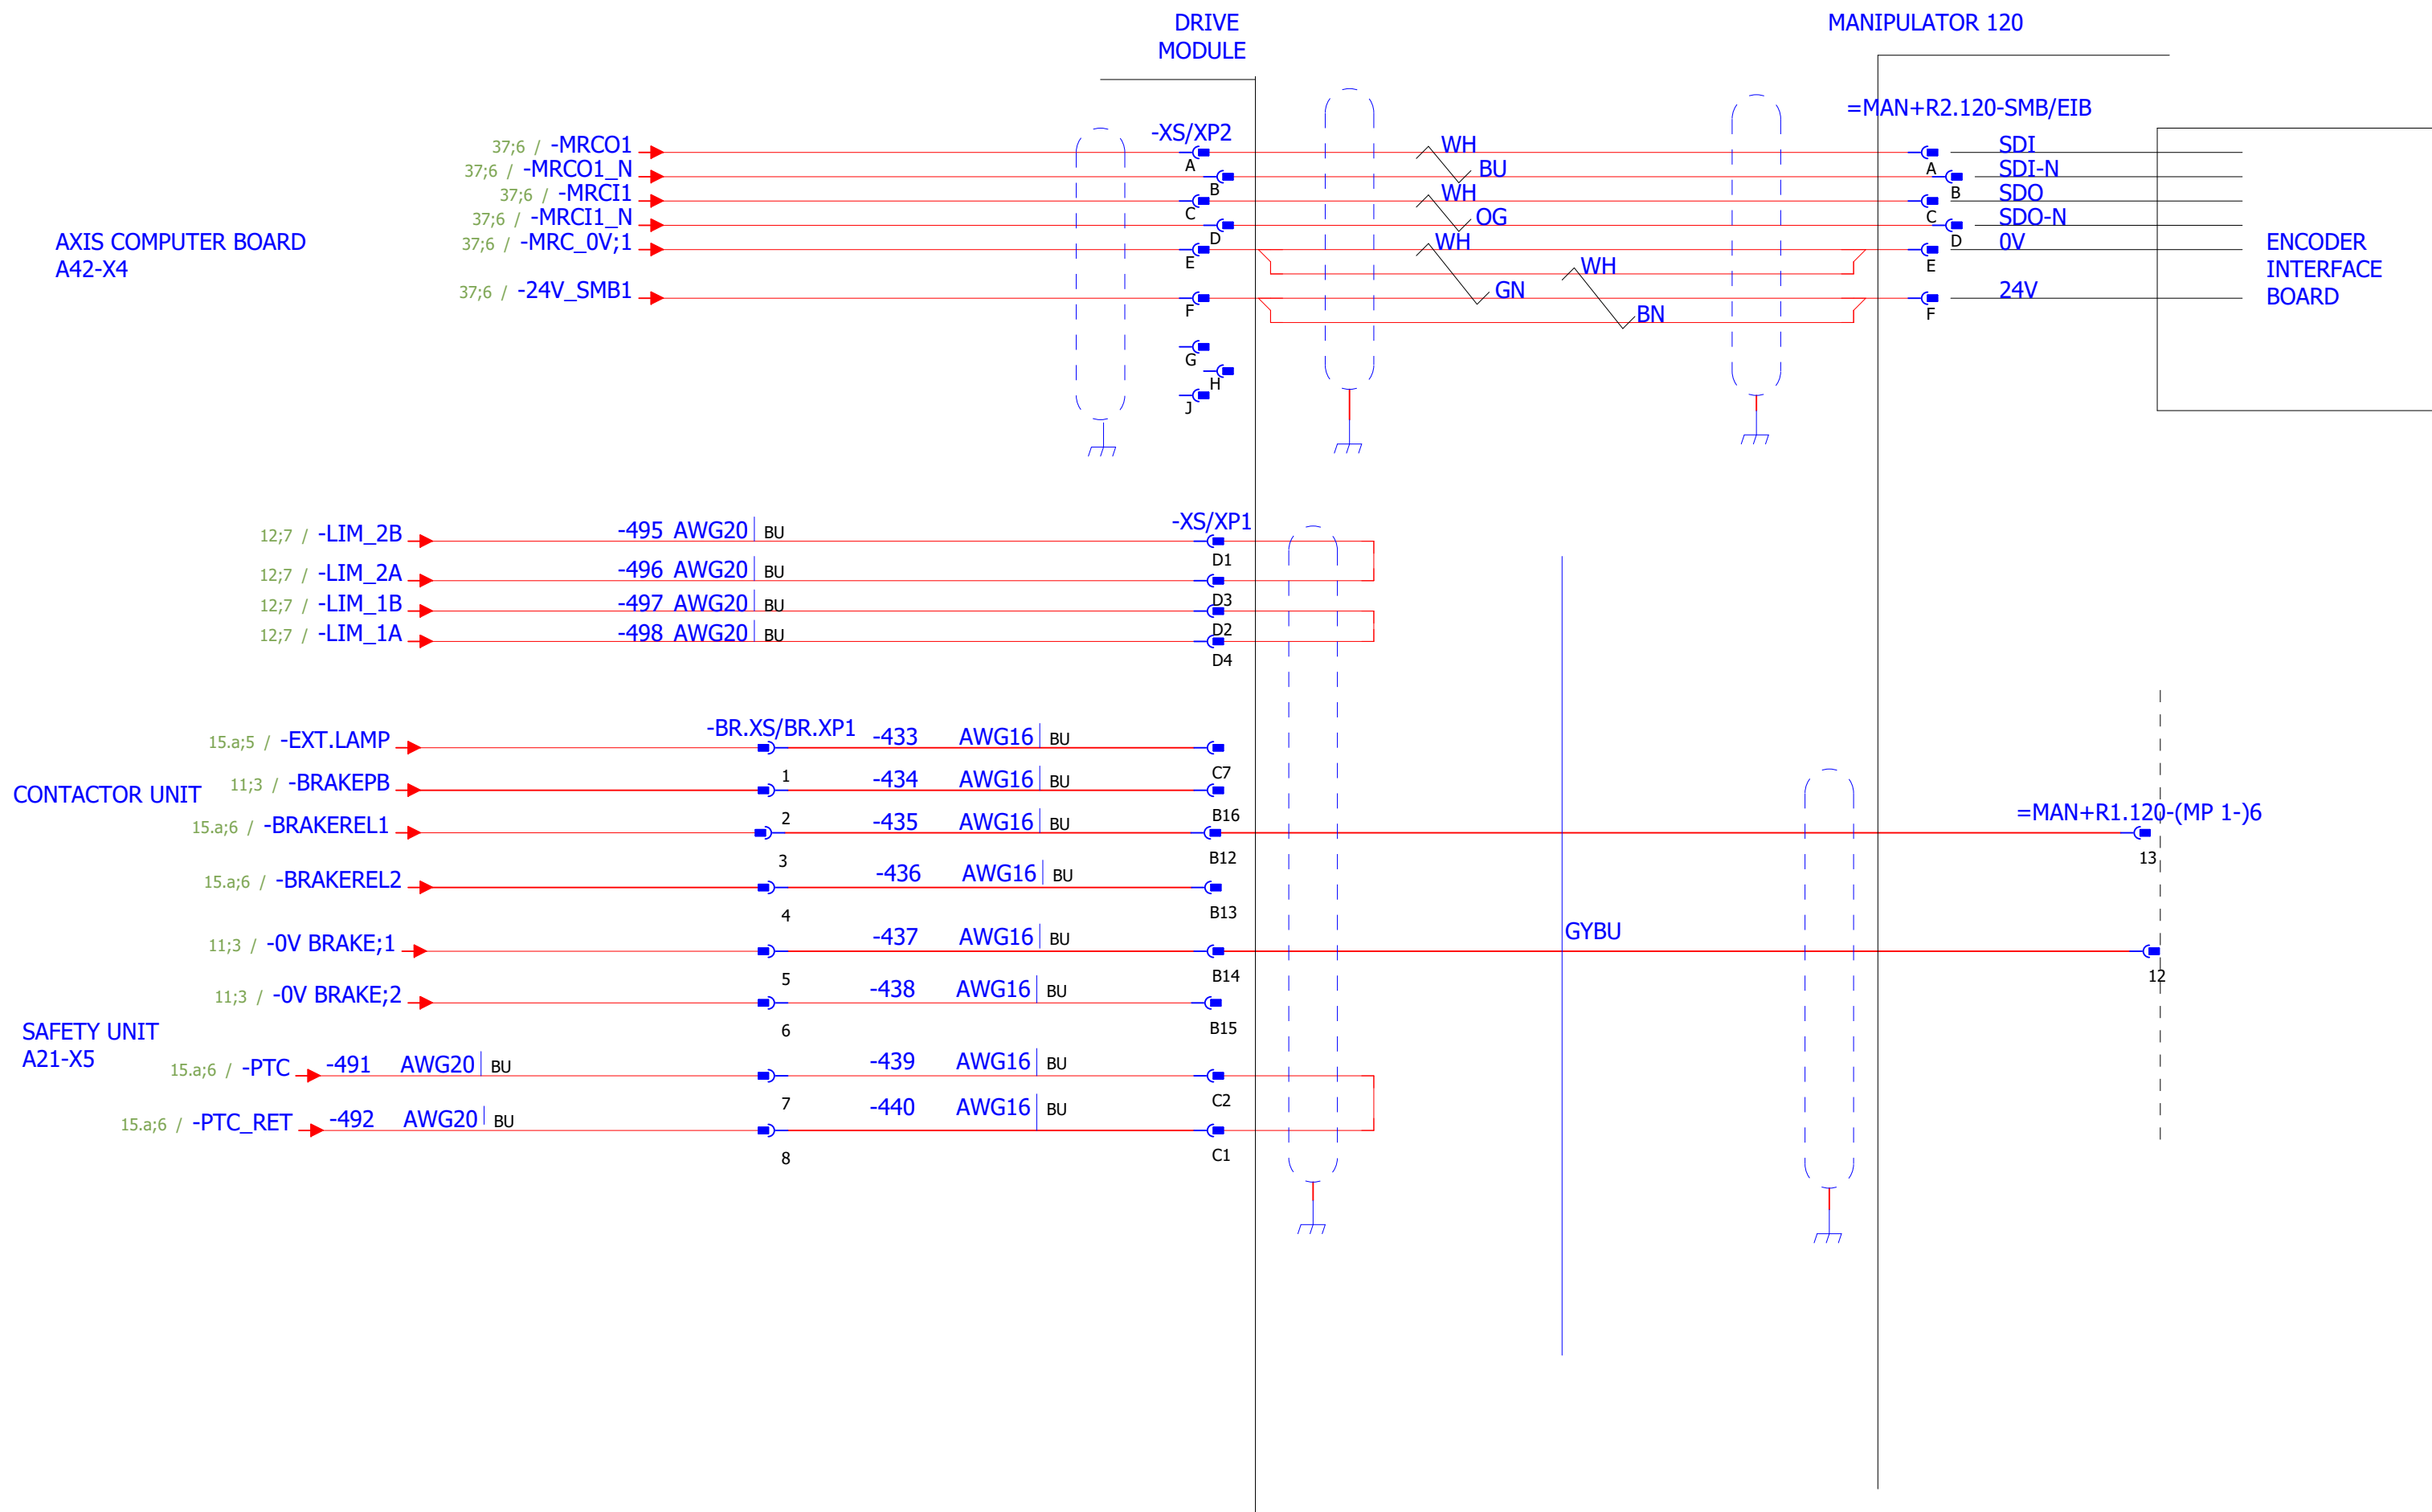 DRIVE
MODULE
MANIPULATOR 120
=MAN+R2.120-SMB/EIB
-XS/XP2
37;6 / -MRCO1
A
WH
A
SDI
37;6 / -MRCO1_N
B
BU
B
SDI-N
37;6 / -MRCI1
C
WH
C
SDO
37;6 / -MRCI1_N
D
OG
D
SDO-N
AXIS COMPUTER BOARD
A42-X4
37;6 / -MRC_0V;1
E
WH
WH
E
0V
37;6 / -24V_SMB1
F
GN
BN
F
24V
ENCODER
INTERFACE
BOARD
G
H
J
-XS/XP1
12;7 / -LIM_2B -495 AWG20 BU
D1
12;7 / -LIM_2A -496 AWG20 BU
D3
12;7 / -LIM_1B -497 AWG20 BU
D2
12;7 / -LIM_1A -498 AWG20 BU
D4
-BR.XS/BR.XP1
15.a;5 / -EXT.LAMP -433 AWG16 BU
1
C7
CONTACTOR UNIT
11;3 / -BRAKEPB -434 AWG16 BU
2
B16
15.a;6 / -BRAKEREL1 -435 AWG16 BU
3
B12
=MAN+R1.120-(MP 1-)6
13
15.a;6 / -BRAKEREL2 -436 AWG16 BU
4
B13
11;3 / -0V BRAKE;1 -437 AWG16 BU
5
B14
GYBU
12
11;3 / -0V BRAKE;2 -438 AWG16 BU
6
B15
SAFETY UNIT
A21-X5
15.a;6 / -PTC -491 AWG20 BU -439 AWG16 BU
7
C2
15.a;6 / -PTC_RET -492 AWG20 BU -440 AWG16 BU
8
C1